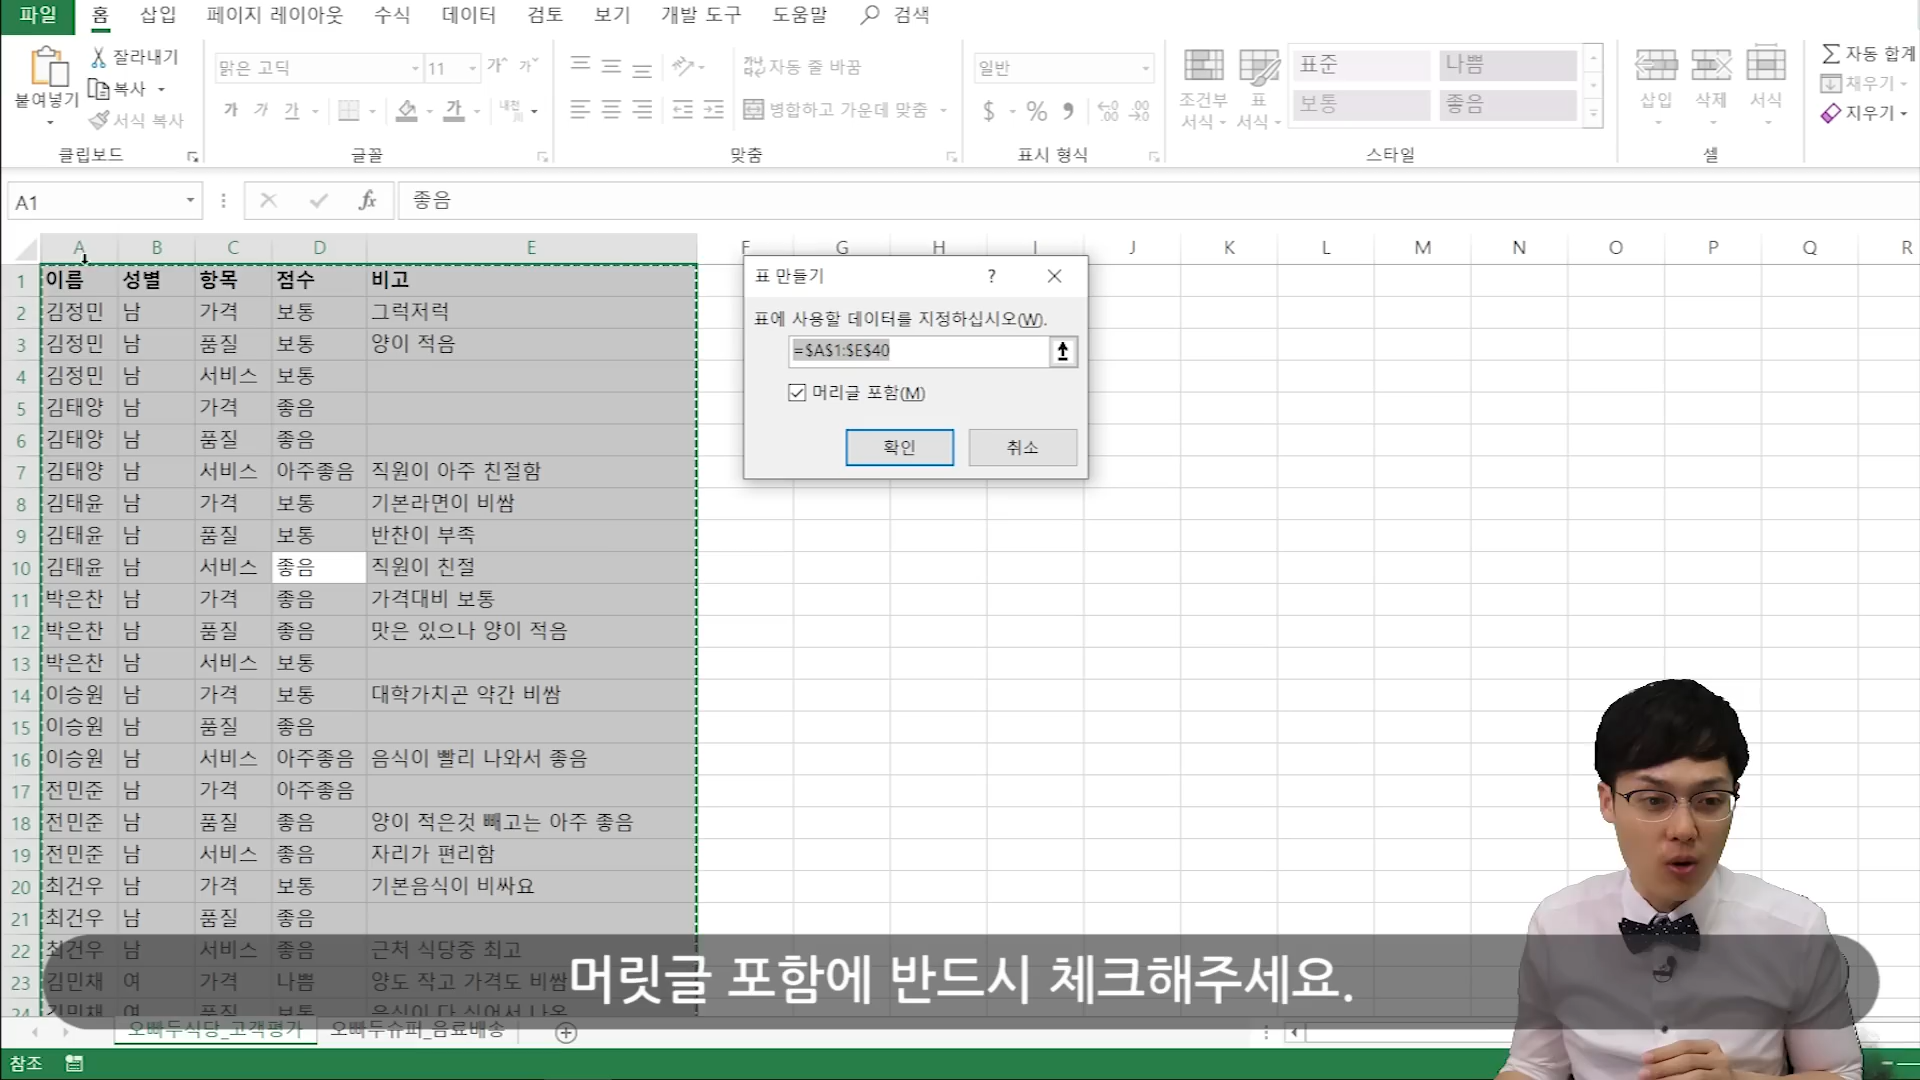 파일 홈 삽입 페이지 레이아웃 수식 데이터 검토 보기 개발 도구 도움말 검색
붙여넣기 잘라내기 복사 서식 복사 클립보드
맑은 고딕 11 가 가 가 가 가 가 내천 글꼴
자동 줄 바꿈 병합하고 가운데 맞춤 맞춤
일반 $ % , 표시 형식
조건부 서식 표 서식 표준 나쁨 보통 좋음 스타일
삽입 삭제 서식 셀
자동 합계 채우기 지우기
A1 fx 좋음
A B C D E F G H I J K L M N O P Q R
1 이름 성별 항목 점수 비고
2 김정민 남 가격 보통 그럭저럭
3 김정민 남 품질 보통 양이 적음
4 김정민 남 서비스 보통
5 김태양 남 가격 좋음
6 김태양 남 품질 좋음
7 김태양 남 서비스 아주좋음 직원이 아주 친절함
8 김태윤 남 가격 보통 기본라면이 비쌈
9 김태윤 남 품질 보통 반찬이 부족
10 김태윤 남 서비스 좋음 직원이 친절
11 박은찬 남 가격 좋음 가격대비 보통
12 박은찬 남 품질 좋음 맛은 있으나 양이 적음
13 박은찬 남 서비스 보통
14 이승원 남 가격 보통 대학가치곤 약간 비쌈
15 이승원 남 품질 좋음
16 이승원 남 서비스 아주좋음 음식이 빨리 나와서 좋음
17 전민준 남 가격 아주좋음
18 전민준 남 품질 좋음 양이 적은것 빼고는 아주 좋음
19 전민준 남 서비스 좋음 자리가 편리함
20 최건우 남 가격 보통 기본음식이 비싸요
21 최건우 남 품질 좋음
22 최건우 남 서비스 좋음 근처 식당중 최고
23 김민채 여 가격 나쁨 양도 작고 가격도 비쌈
24 김민채 여 품질 보통 음식이 다 식어서 나옴
표 만들기 ?
표에 사용할 데이터를 지정하십시오(W).
=$A$1:$E$40
머리글 포함(M)
확인 취소
머릿글 포함에 반드시 체크해주세요.
오빠두식당_고객평가 오빠두슈퍼_음료배송
참조